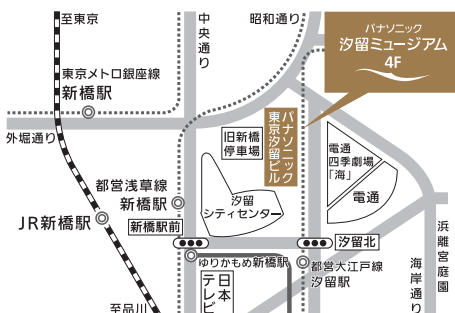 至東京
中央通り
昭和通り
パナソニック
汐留ミュージアム
4F
東京メトロ銀座線
新橋駅
外堀通り
旧新橋
停車場
パナソニック
東京汐留ビル
電通
四季劇場
「海」
電通
都営浅草線
新橋駅
汐留
シティセンター
JR新橋駅
新橋駅前
汐留北
浜離宮庭園
ゆりかもめ新橋駅
都営大江戸線
汐留駅
海岸通り
日本
テレビ
至品川